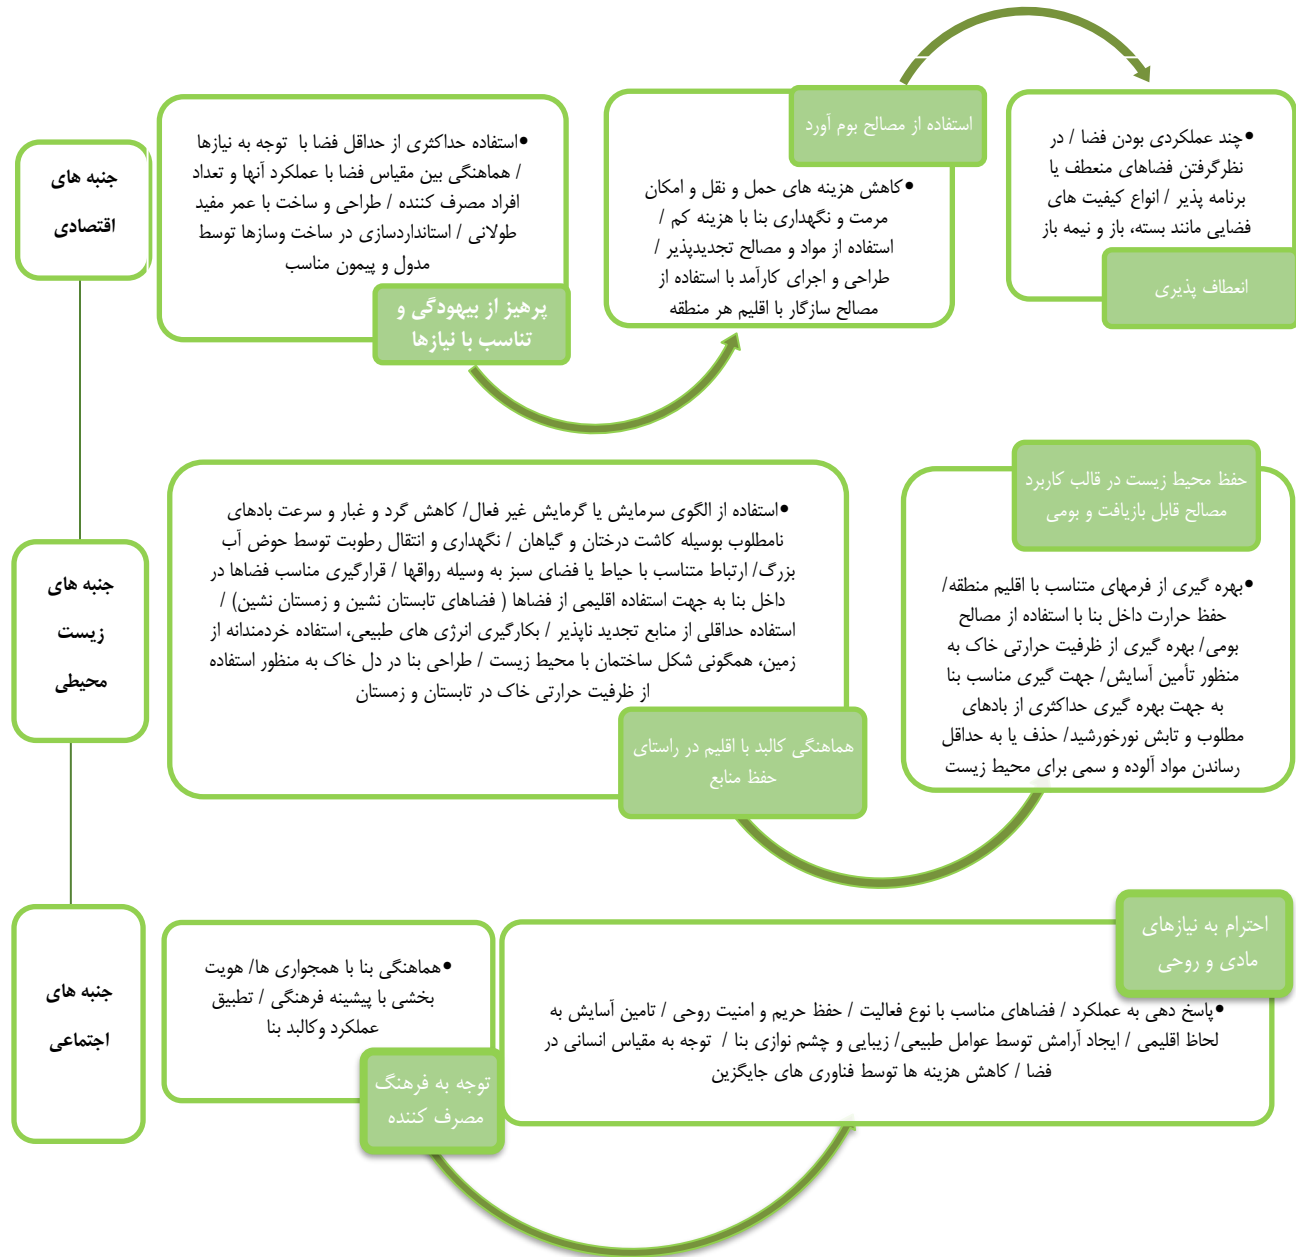 جنبه های
اقتصادی
•استفاده حداکثری از حداقل فضا با توجه به نیازها
/ هماهنگی بین مقیاس فضا با عملکرد آنها و تعداد
افراد مصرف کننده / طراحی و ساخت با عمر مفید
طولانی / استانداردسازی در ساخت وسازها توسط
مدول و پیمون مناسب
پرهیز از بیهودگی و
تناسب با نیازها
استفاده از مصالح بوم آورد
•کاهش هزینه های حمل و نقل و امکان
مرمت و نگهداری بنا با هزینه کم /
استفاده از مواد و مصالح تجدیدپذیر /
طراحی و اجرای کارآمد با استفاده از
مصالح سازگار با اقلیم هر منطقه
•چند عملکردی بودن فضا / در
نظرگرفتن فضاهای منعطف یا
برنامه پذیر / انواع کیفیت های
فضایی مانند بسته، باز و نیمه باز
انعطاف پذیری
جنبه های
زیست
محیطی
•استفاده از الگوی سرمایش یا گرمایش غیر فعال/ کاهش گرد و غبار و سرعت بادهای
نامطلوب بوسیله کاشت درختان و گیاهان / نگهداری و انتقال رطوبت توسط حوض آب
بزرگ/ ارتباط متناسب با حیاط یا فضای سبز به وسیله رواقها / قرارگیری مناسب فضاها در
داخل بنا به جهت استفاده اقلیمی از فضاها ( فضاهای تابستان نشین و زمستان نشین) /
استفاده حداقلی از منابع تجدید ناپذیر / بکارگیری انرژی های طبیعی، استفاده خردمندانه از
زمین، همگونی شکل ساختمان با محیط زیست / طراحی بنا در دل خاک به منظور استفاده
از ظرفیت حرارتی خاک در تابستان و زمستان
هماهنگی کالبد با اقلیم در راستای
حفظ منابع
حفظ محیط زیست در قالب کاربرد
مصالح قابل بازیافت و بومی
•بهره گیری از فرمهای متناسب با اقلیم منطقه/
حفظ حرارت داخل بنا با استفاده از مصالح
بومی/ بهره گیری از ظرفیت حرارتی خاک به
منظور تأمین آسایش/ جهت گیری مناسب بنا
به جهت بهره گیری حداکثری از بادهای
مطلوب و تابش نورخورشید/ حذف یا به حداقل
رساندن مواد آلوده و سمی برای محیط زیست
جنبه های
اجتماعی
•هماهنگی بنا با همجواری ها/ هویت
بخشی با پیشینه فرهنگی / تطبیق
عملکرد وکالبد بنا
توجه به فرهنگ
مصرف کننده
احترام به نیازهای
مادی و روحی
•پاسخ دهی به عملکرد / فضاهای مناسب با نوع فعالیت / حفظ حریم و امنیت روحی / تامین آسایش به
لحاظ اقلیمی / ایجاد آرامش توسط عوامل طبیعی/ زیبایی و چشم نوازی بنا / توجه به مقیاس انسانی در
فضا / کاهش هزینه ها توسط فناوری های جایگزین